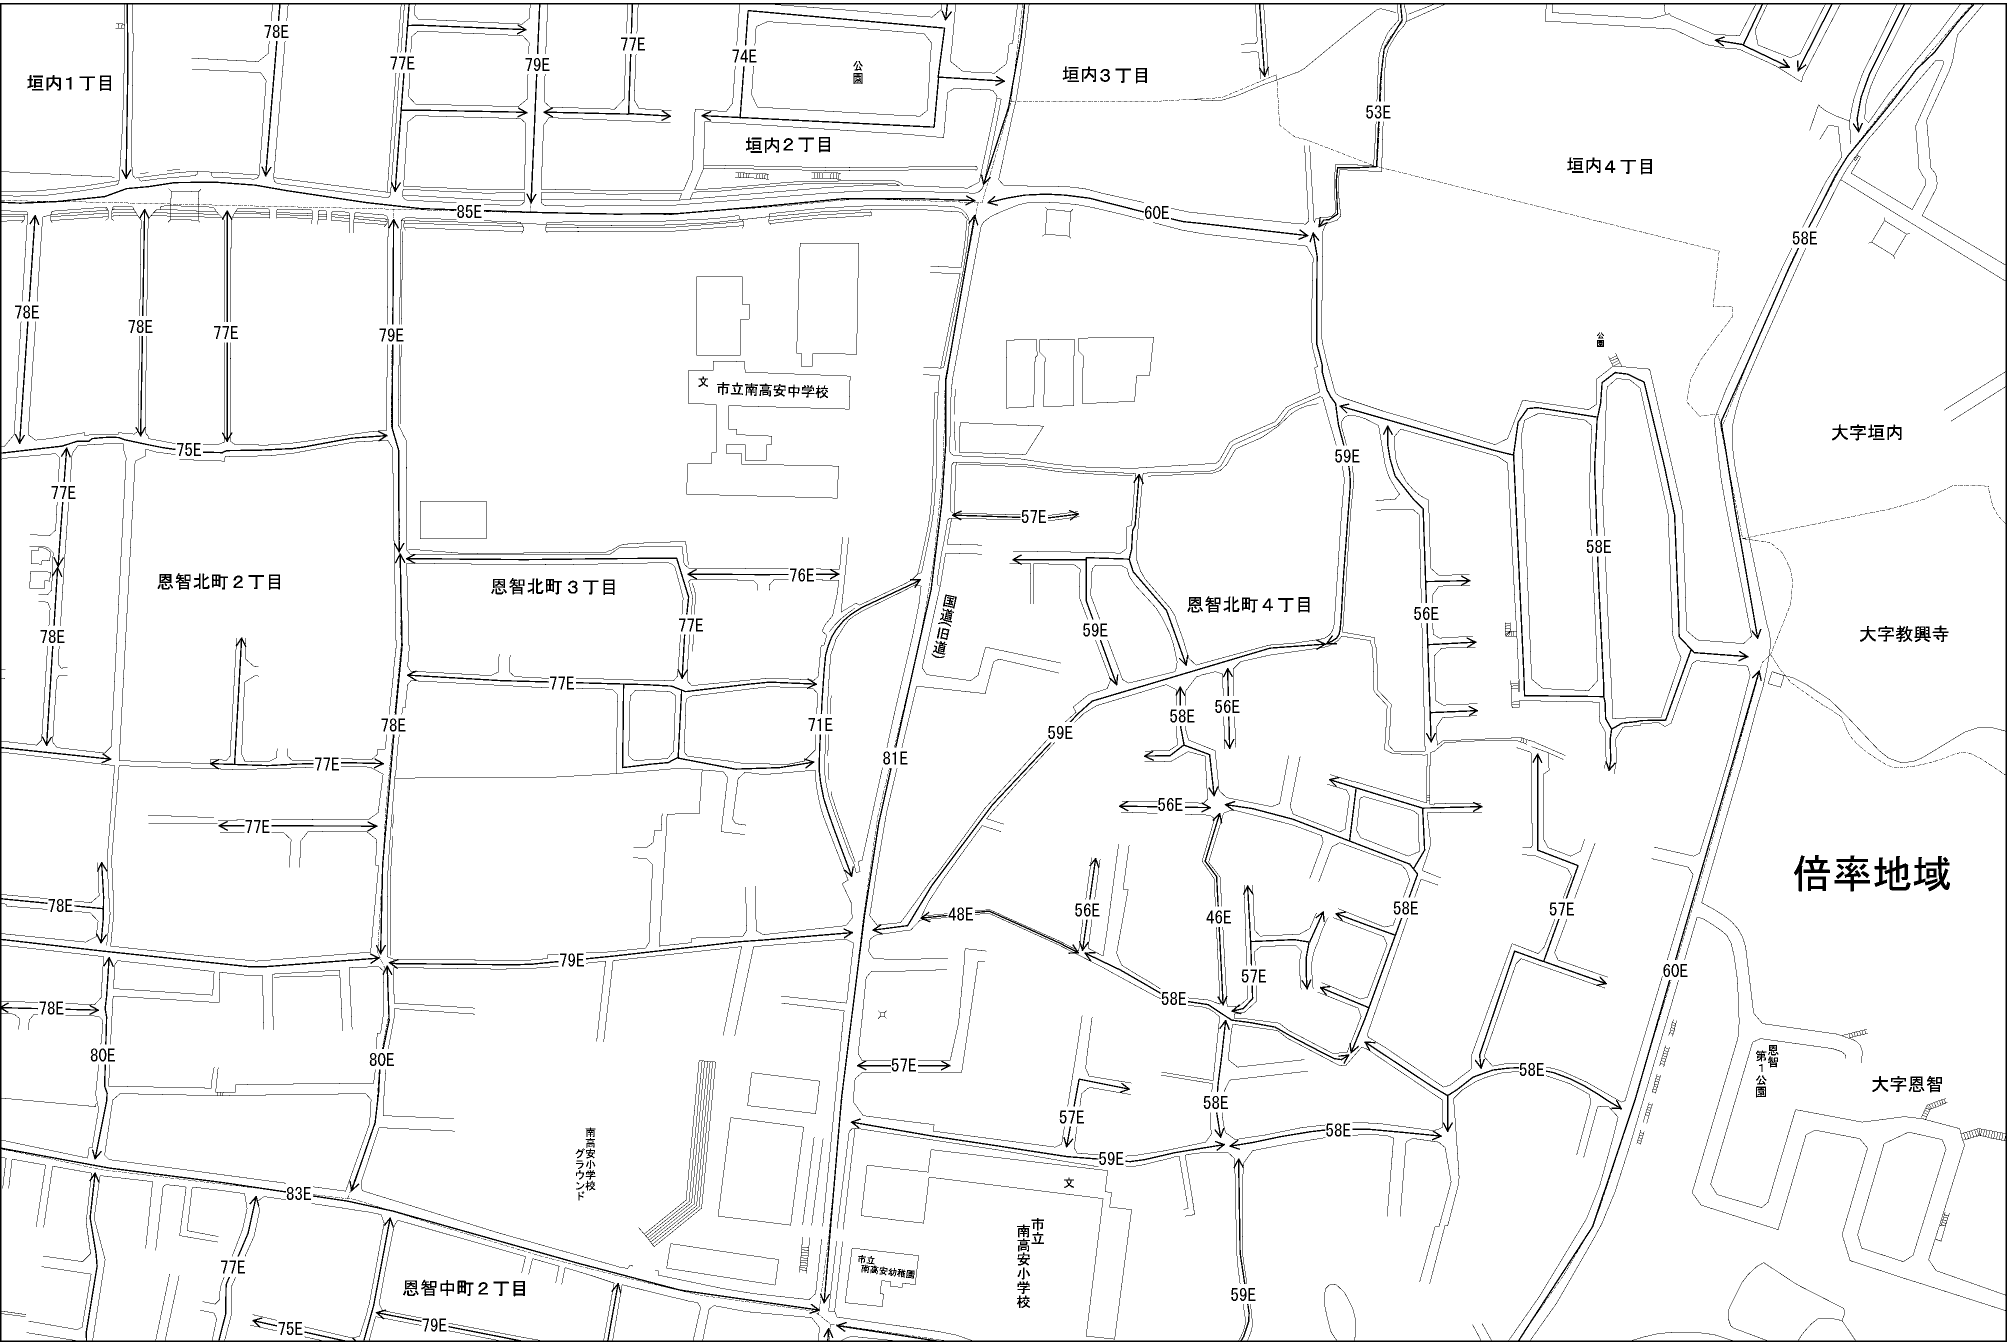 78E
77E
79E
77E
74E
公園
垣内1丁目
垣内3丁目
53E
垣内2丁目
垣内4丁目
85E
60E
58E
78E
78E
77E
79E
公園
文
市立南高安中学校
大字垣内
75E
59E
77E
57E
58E
76E
恩智北町2丁目
恩智北町3丁目
国道(旧道)
恩智北町4丁目
56E
78E
77E
59E
大字教興寺
77E
78E
71E
58E
56E
59E
81E
77E
56E
77E
倍率地域
78E
56E
48E
46E
58E
57E
79E
57E
60E
58E
78E
80E
80E
57E
58E
恩智
第1公園
大字恩智
57E
58E
58E
59E
南高安小学校
グラウンド
83E
文
市立
南高安小学校
77E
市立
南高安幼稚園
恩智中町2丁目
59E
75E
79E